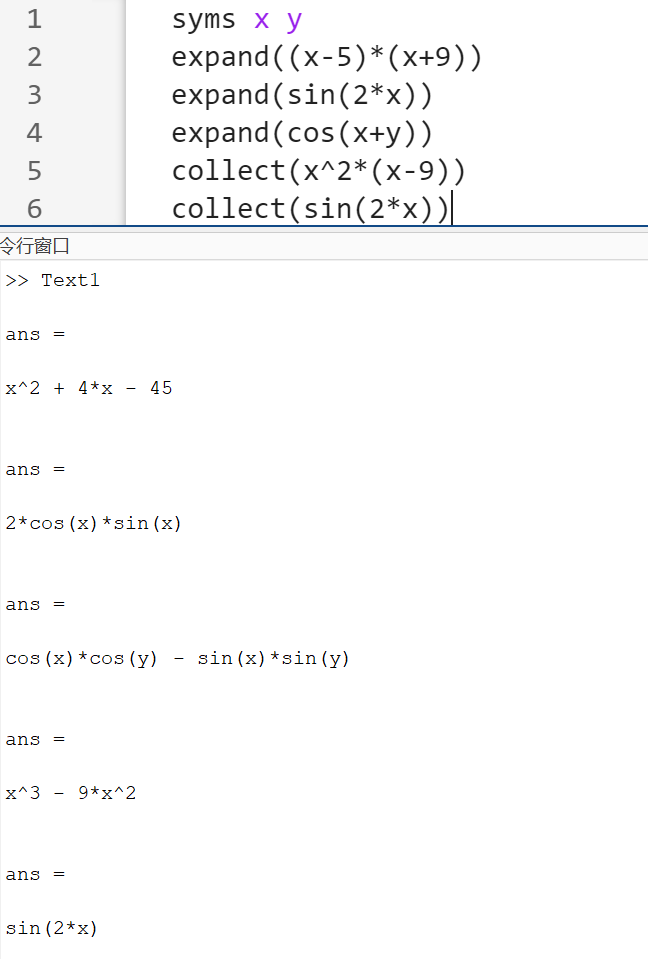 1 syms x y
2 expand((x-5)*(x+9))
3 expand(sin(2*x))
4 expand(cos(x+y))
5 collect(x^2*(x-9))
6 collect(sin(2*x))
令行窗口
>> Text1
ans =
x^2 + 4*x - 45
ans =
2*cos(x)*sin(x)
ans =
cos(x)*cos(y) - sin(x)*sin(y)
ans =
x^3 - 9*x^2
ans =
sin(2*x)